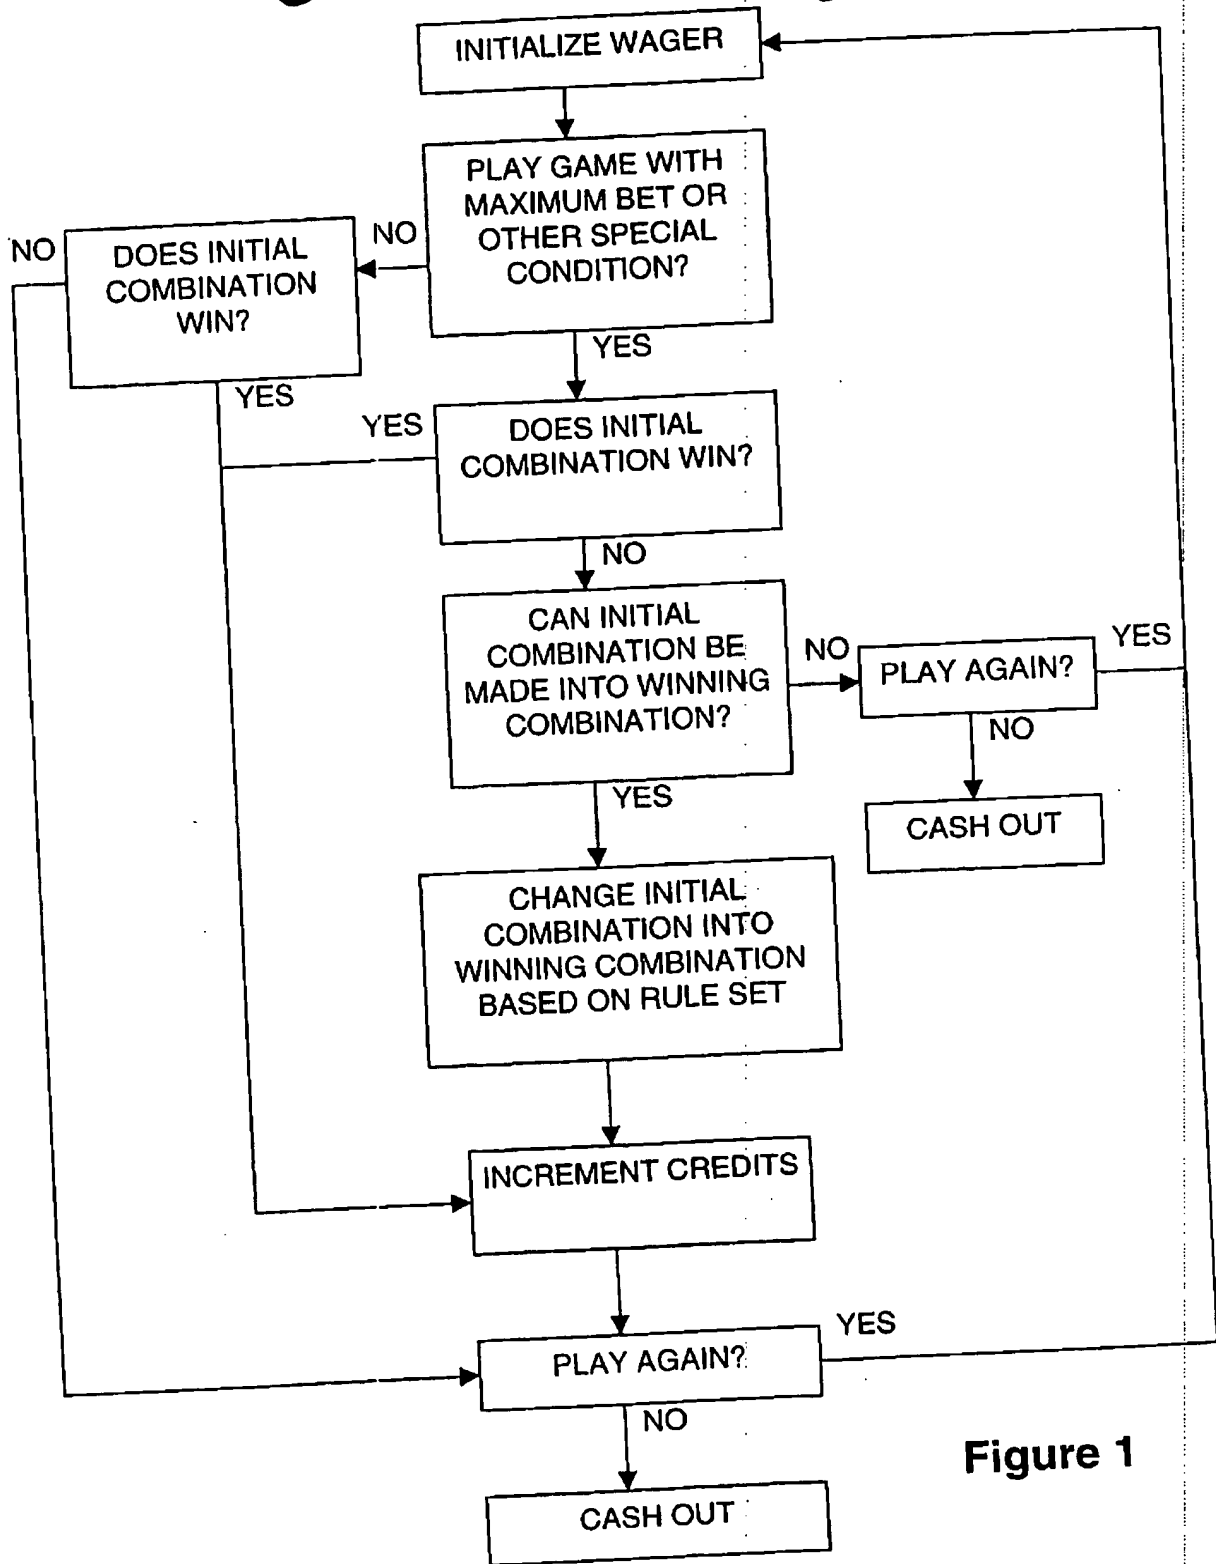 INITIALIZE WAGER
PLAY GAME WITH
MAXIMUM BET OR
OTHER SPECIAL
CONDITION?
NO
NO
DOES INITIAL
COMBINATION
WIN?
YES
YES
YES
DOES INITIAL
COMBINATION WIN?
NO
CAN INITIAL
COMBINATION BE
MADE INTO WINNING
COMBINATION?
NO
PLAY AGAIN?
YES
NO
YES
CASH OUT
CHANGE INITIAL
COMBINATION INTO
WINNING COMBINATION
BASED ON RULE SET
INCREMENT CREDITS
PLAY AGAIN?
YES
NO
CASH OUT
Figure 1